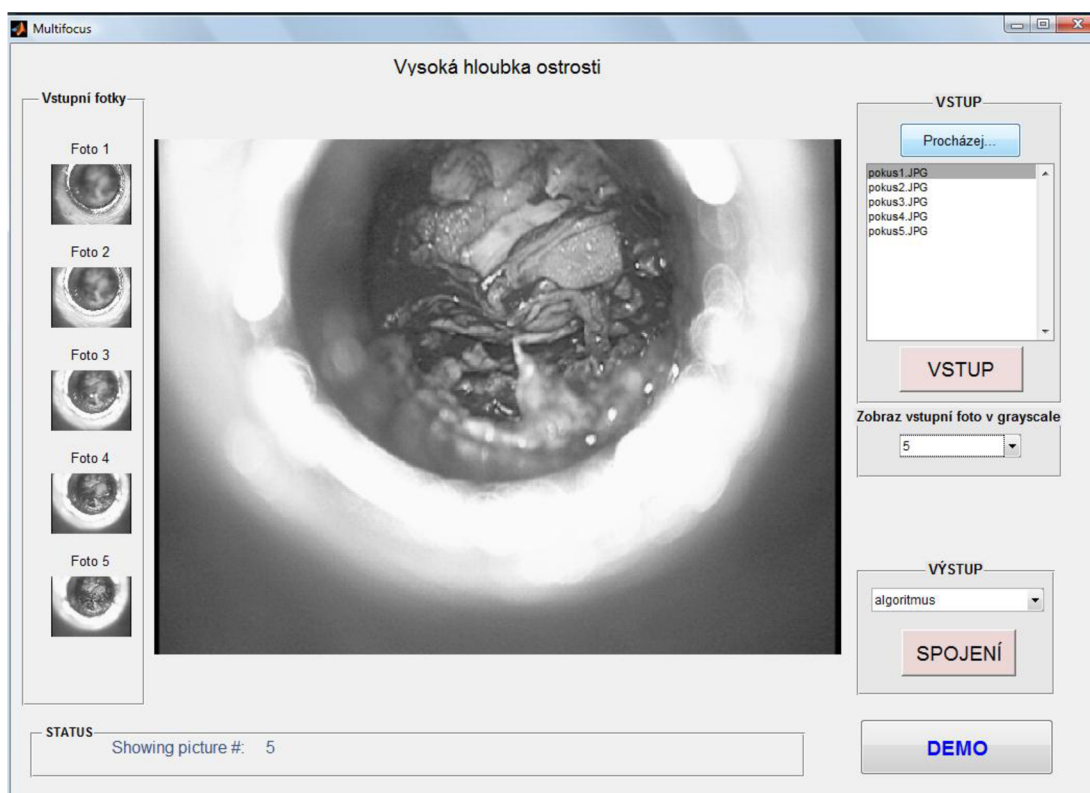 Multifocus
Vysoká hloubka ostrosti
Vstupní fotky
Foto 1
Foto 2
Foto 3
Foto 4
Foto 5
VSTUP
Procházej...
pokus1.JPG
pokus2.JPG
pokus3.JPG
pokus4.JPG
pokus5.JPG
VSTUP
Zobraz vstupní foto v grayscale
5
VÝSTUP
algoritmus
SPOJENÍ
STATUS
Showing picture #: 5
DEMO